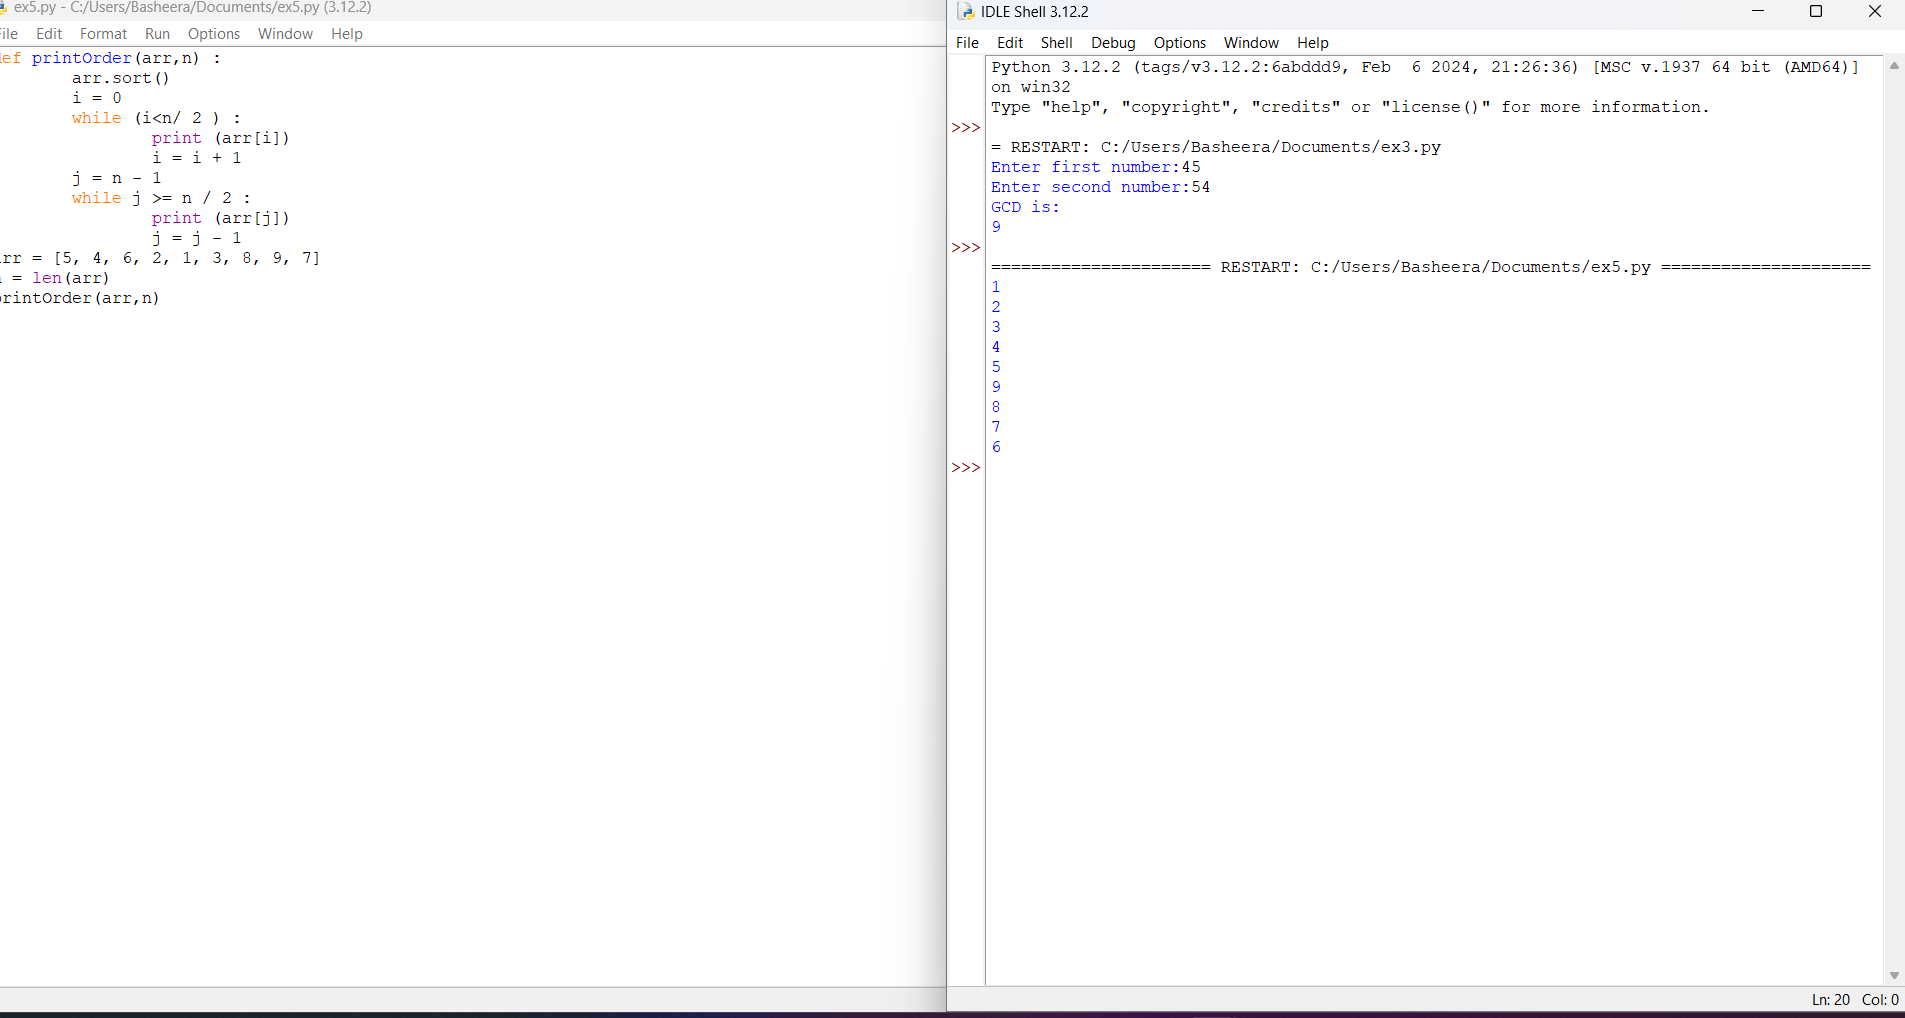 ex5.py - C:/Users/Basheera/Documents/ex5.py (3.12.2)
File Edit Format Run Options Window Help
def printOrder(arr,n) :
        arr.sort()
        i = 0
        while (i<n/ 2 ) :
                print (arr[i])
                i = i + 1
        j = n - 1
        while j >= n / 2 :
                print (arr[j])
                j = j - 1
arr = [5, 4, 6, 2, 1, 3, 8, 9, 7]
n = len(arr)
printOrder(arr,n)
IDLE Shell 3.12.2
File Edit Shell Debug Options Window Help
Python 3.12.2 (tags/v3.12.2:6abddd9, Feb  6 2024, 21:26:36) [MSC v.1937 64 bit (AMD64)]
on win32
Type "help", "copyright", "credits" or "license()" for more information.
>>>
= RESTART: C:/Users/Basheera/Documents/ex3.py
Enter first number:45
Enter second number:54
GCD is:
9
>>>
====================== RESTART: C:/Users/Basheera/Documents/ex5.py =====================
1
2
3
4
5
9
8
7
6
>>>
Ln: 20 Col: 0